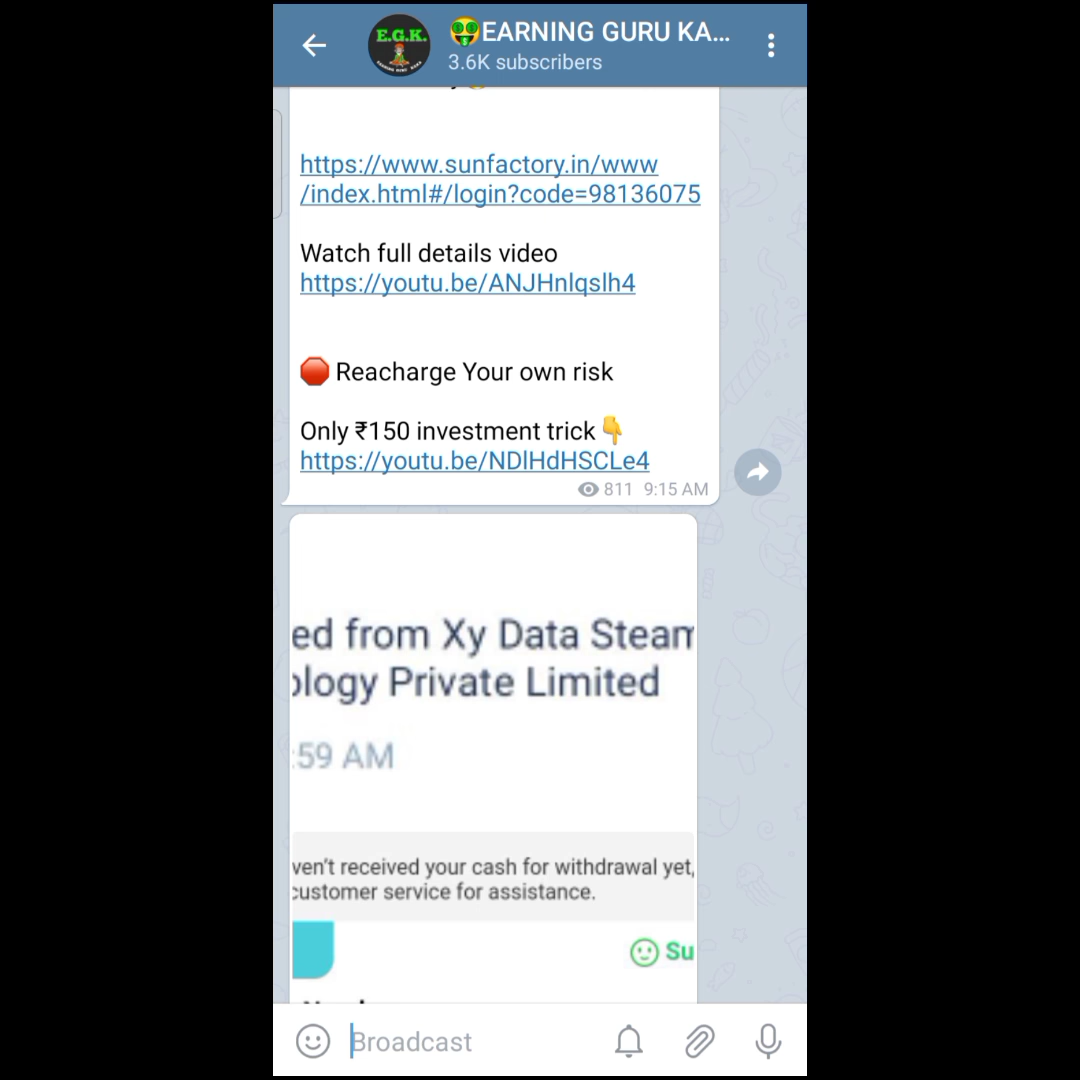 E.G.K.
🤑EARNING GURU KA...
3.6K subscribers
https://www.sunfactory.in/www
/index.html#/login?code=98136075
Watch full details video
https://youtu.be/ANJHnlqslh4
🛑 Reacharge Your own risk
Only ₹150 investment trick👇
https://youtu.be/NDlHdHSCLe4
811 9:15 AM
ed from Xy Data Steam
ology Private Limited
:59 AM
ven't received your cash for withdrawal yet,
customer service for assistance.
Su
Broadcast